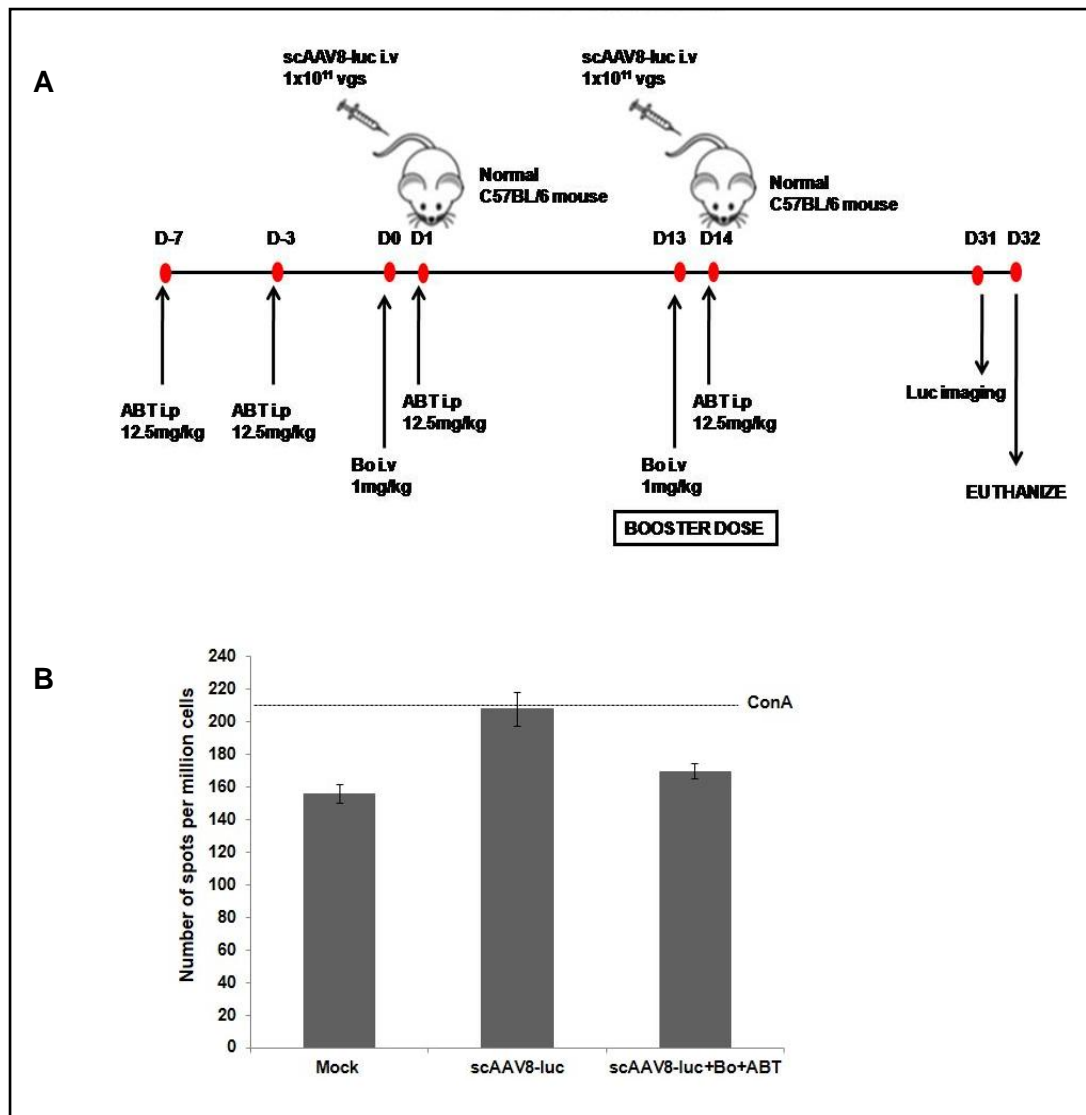 A
scAAV8-luc i.v
1x10¹¹ vgs
scAAV8-luc i.v
1x10¹¹ vgs
Normal
C57BL/6 mouse
Normal
C57BL/6 mouse
D-7
D-3
D0
D1
D13
D14
D31
D32
ABT i.p
12.5mg/kg
ABT i.p
12.5mg/kg
Bo i.v
1mg/kg
ABT i.p
12.5mg/kg
Bo i.v
1mg/kg
ABT i.p
12.5mg/kg
Luc imaging
EUTHANIZE
BOOSTER DOSE
B
Number of spots per million cells
240
220
200
180
160
140
120
100
80
60
40
20
0
ConA
Mock
scAAV8-luc
scAAV8-luc+Bo+ABT